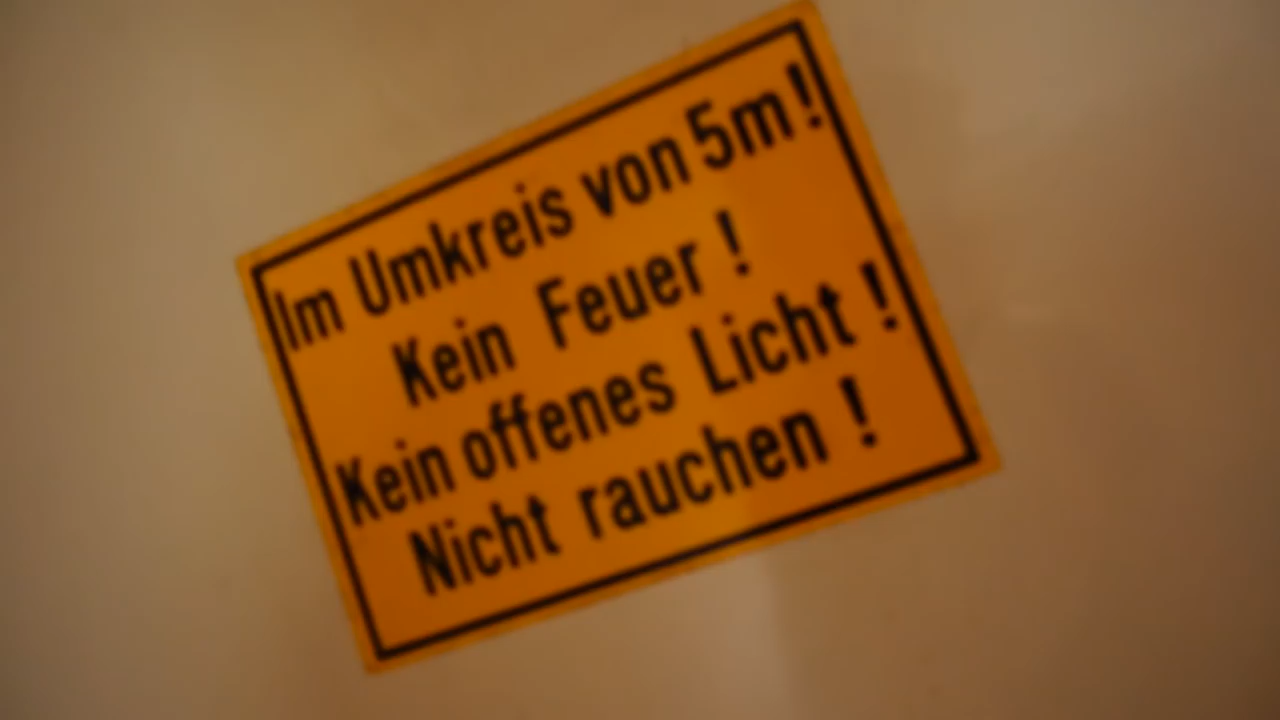 Im Umkreis von 5m!
Kein Feuer !
Kein offenes Licht !
Nicht rauchen !